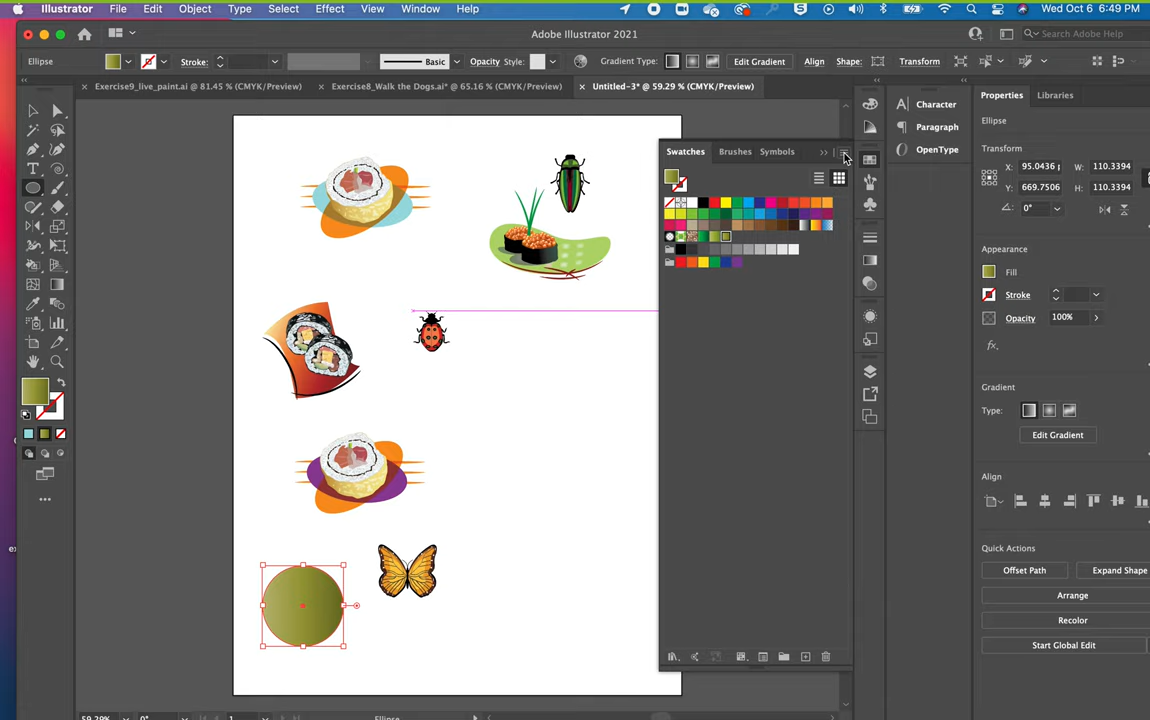 Illustrator File Edit Object Type Select Effect View Window Help Wed Oct 6 6:49 PM
Adobe Illustrator 2021
Search Adobe Help
Ellipse Stroke: Basic Opacity Style: Gradient Type: Edit Gradient Align Shape: Transform
× Exercise9_live_paint.ai @ 81.45 % (CMYK/Preview) × Exercise8_Walk the Dogs.ai* @ 65.16 % (CMYK/Preview) × Untitled-3* @ 59.29 % (CMYK/Preview)
Swatches Brushes Symbols
Character
Paragraph
OpenType
Properties Libraries
Ellipse
Transform
X: 95.0436 W: 110.3394
Y: 669.7506 H: 110.3394
0°
Appearance
Fill
Stroke
Opacity 100%
fx.
Gradient
Type:
Edit Gradient
Align
Quick Actions
Offset Path Expand Shape
Arrange
Recolor
Start Global Edit
59.29% 0° 1 Ellipse